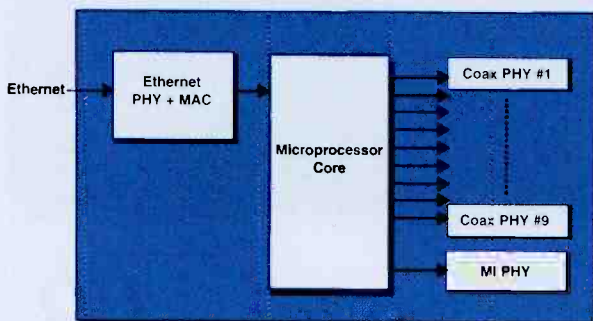 Ethernet
Ethernet
PHY + MAC
Microprocessor
Core
Coax PHY #1
Coax PHY #9
MI PHY